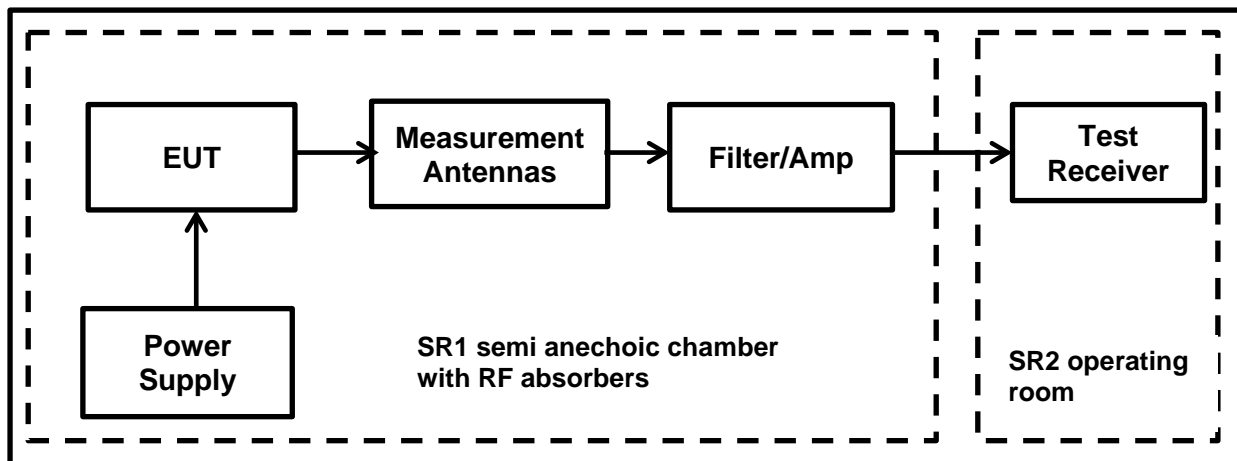 EUT
Measurement
Antennas
Filter/Amp
Test
Receiver
Power
Supply
SR1 semi anechoic chamber
with RF absorbers
SR2 operating
room